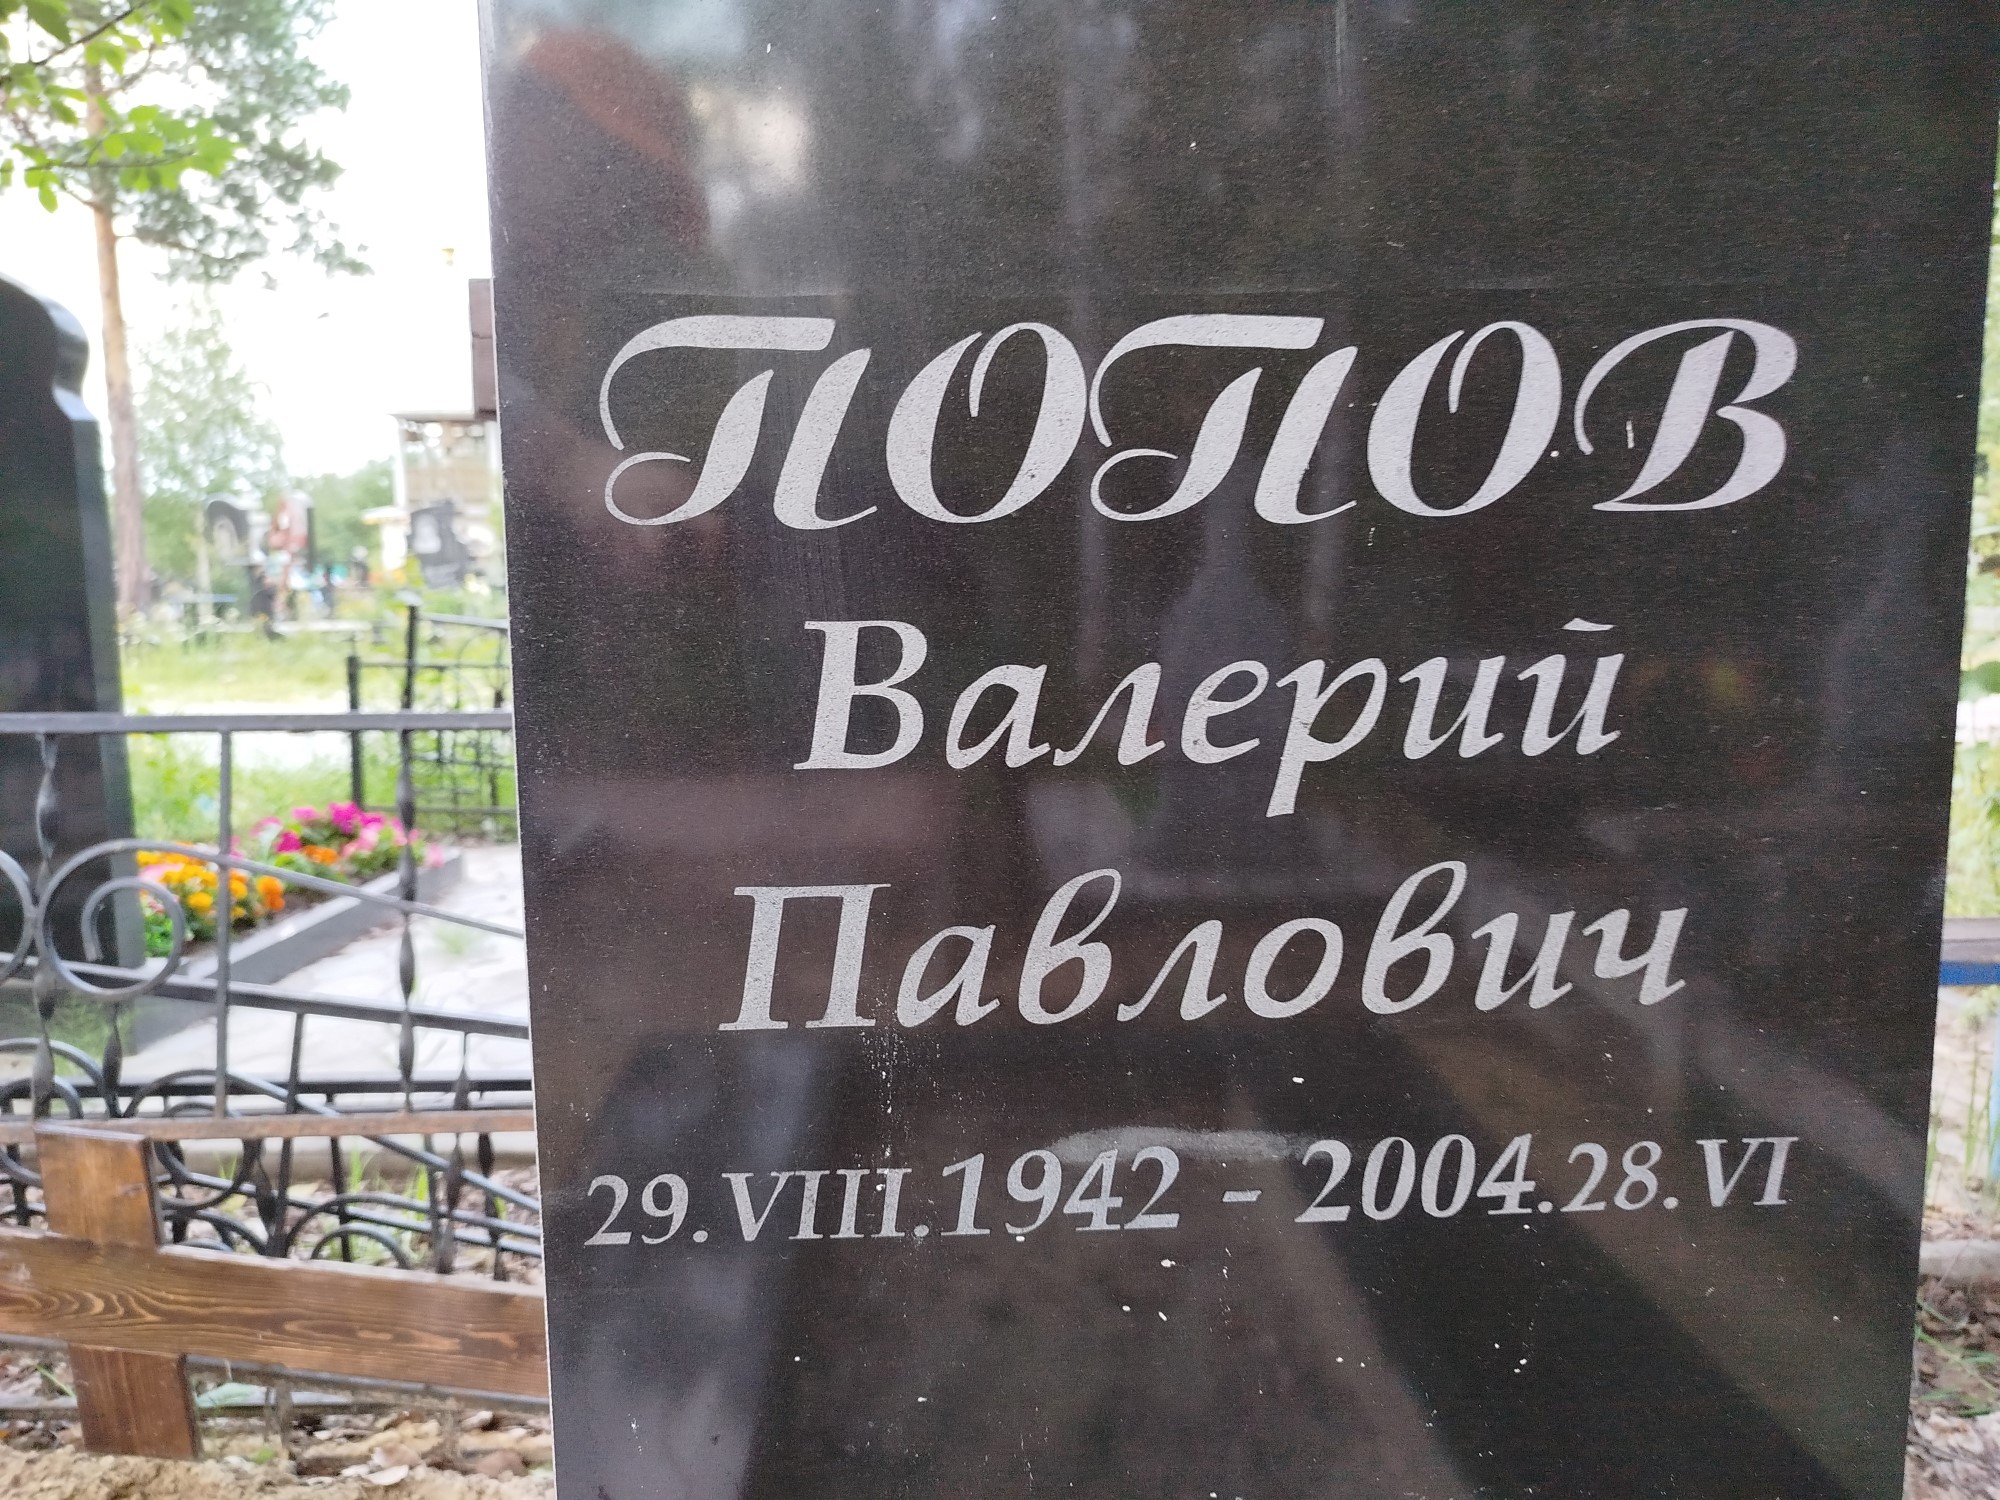 ПОПОВ
Валерий
Павлович
29.VIII.1942 - 2004.28.VI